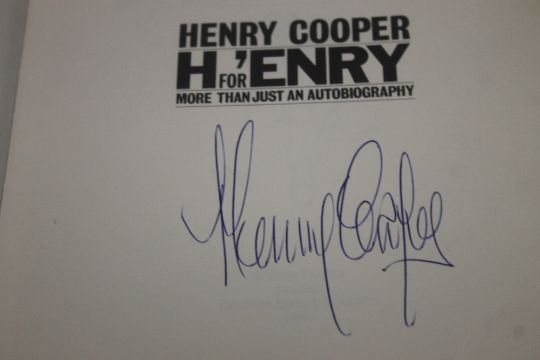 HENRY COOPER
H FOR 'ENRY
MORE THAN JUST AN AUTOBIOGRAPHY
Henry Cooper